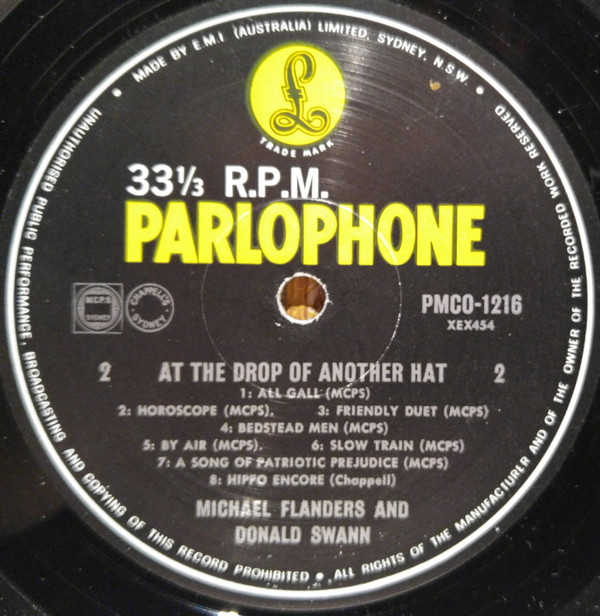 MADE BY E.M.I (AUSTRALIA) LIMITED, SYDNEY, N.S.W.
£
TRADE MARK
33⅓ R.P.M.
PARLOPHONE
M.C.P.S
SYDNEY
CHAPPELL'S
SYDNEY
PMCO-1216
XEX454
2 AT THE DROP OF ANOTHER HAT 2
1: ALL GALL (MCPS)
2: HOROSCOPE (MCPS). 3: FRIENDLY DUET (MCPS)
4: BEDSTEAD MEN (MCPS)
5: BY AIR (MCPS). 6: SLOW TRAIN (MCPS)
7: A SONG OF PATRIOTIC PREJUDICE (MCPS)
8: HIPPO ENCORE (Chappell)
MICHAEL FLANDERS AND
DONALD SWANN
UNAUTHORISED PUBLIC PERFORMANCE, BROADCASTING AND COPYING OF THIS RECORD PROHIBITED • ALL RIGHTS OF THE MANUFACTURER AND OF THE OWNER OF THE RECORDED WORK RESERVED •